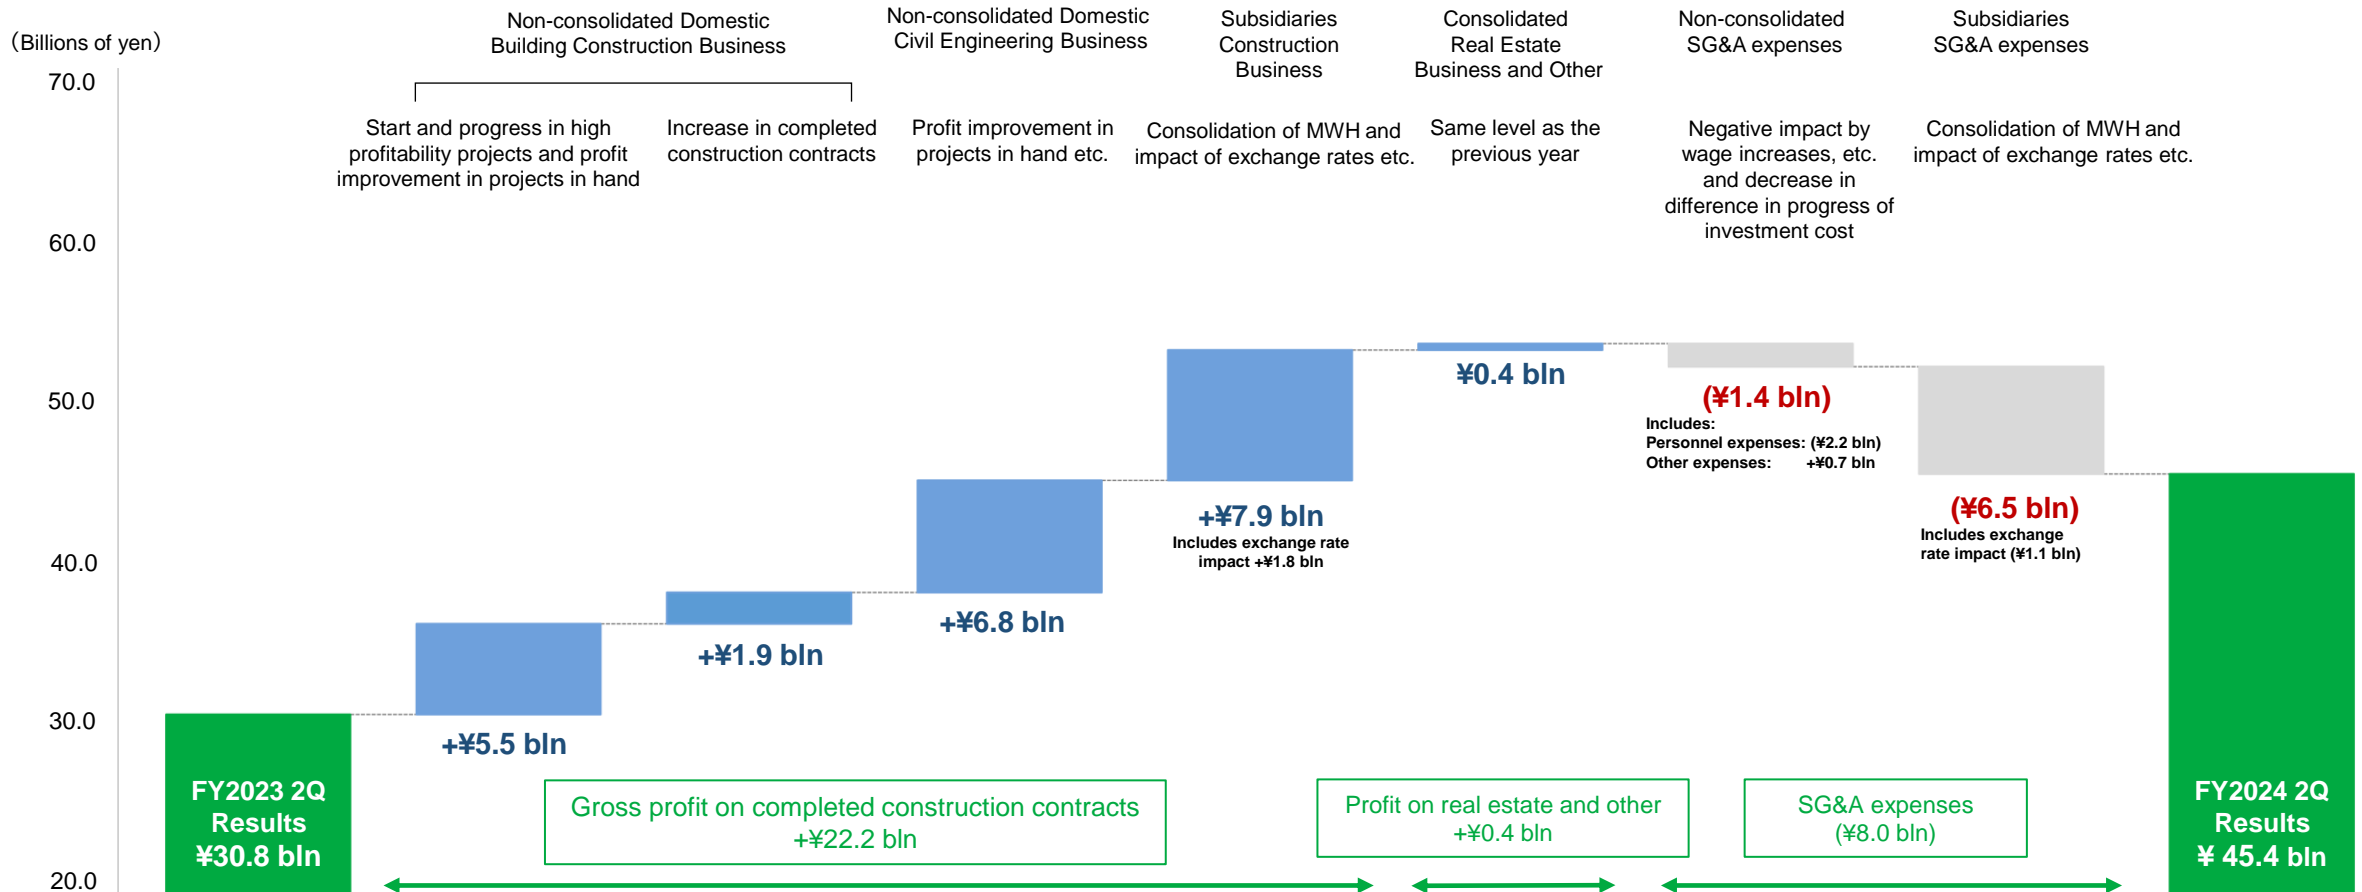 （Billions of yen）
Non-consolidated Domestic
Building Construction Business
Non-consolidated Domestic
Civil Engineering Business
Subsidiaries
Construction
Business
Consolidated
Real Estate
Business and Other
Non-consolidated
SG&A expenses
Subsidiaries
SG&A expenses
70.0
60.0
50.0
40.0
30.0
20.0
Start and progress in high
profitability projects and profit
improvement in projects in hand
Increase in completed
construction contracts
Profit improvement in
projects in hand etc.
Consolidation of MWH and
impact of exchange rates etc.
Same level as the
previous year
Negative impact by
wage increases, etc.
and decrease in
difference in progress of
investment cost
Consolidation of MWH and
impact of exchange rates etc.
FY2023 2Q
Results
¥30.8 bln
+¥5.5 bln
+¥1.9 bln
+¥6.8 bln
+¥7.9 bln
Includes exchange rate
impact +¥1.8 bln
¥0.4 bln
(¥1.4 bln)
Includes:
Personnel expenses: (¥2.2 bln)
Other expenses: +¥0.7 bln
(¥6.5 bln)
Includes exchange
rate impact (¥1.1 bln)
FY2024 2Q
Results
¥ 45.4 bln
Gross profit on completed construction contracts
+¥22.2 bln
Profit on real estate and other
+¥0.4 bln
SG&A expenses
(¥8.0 bln)